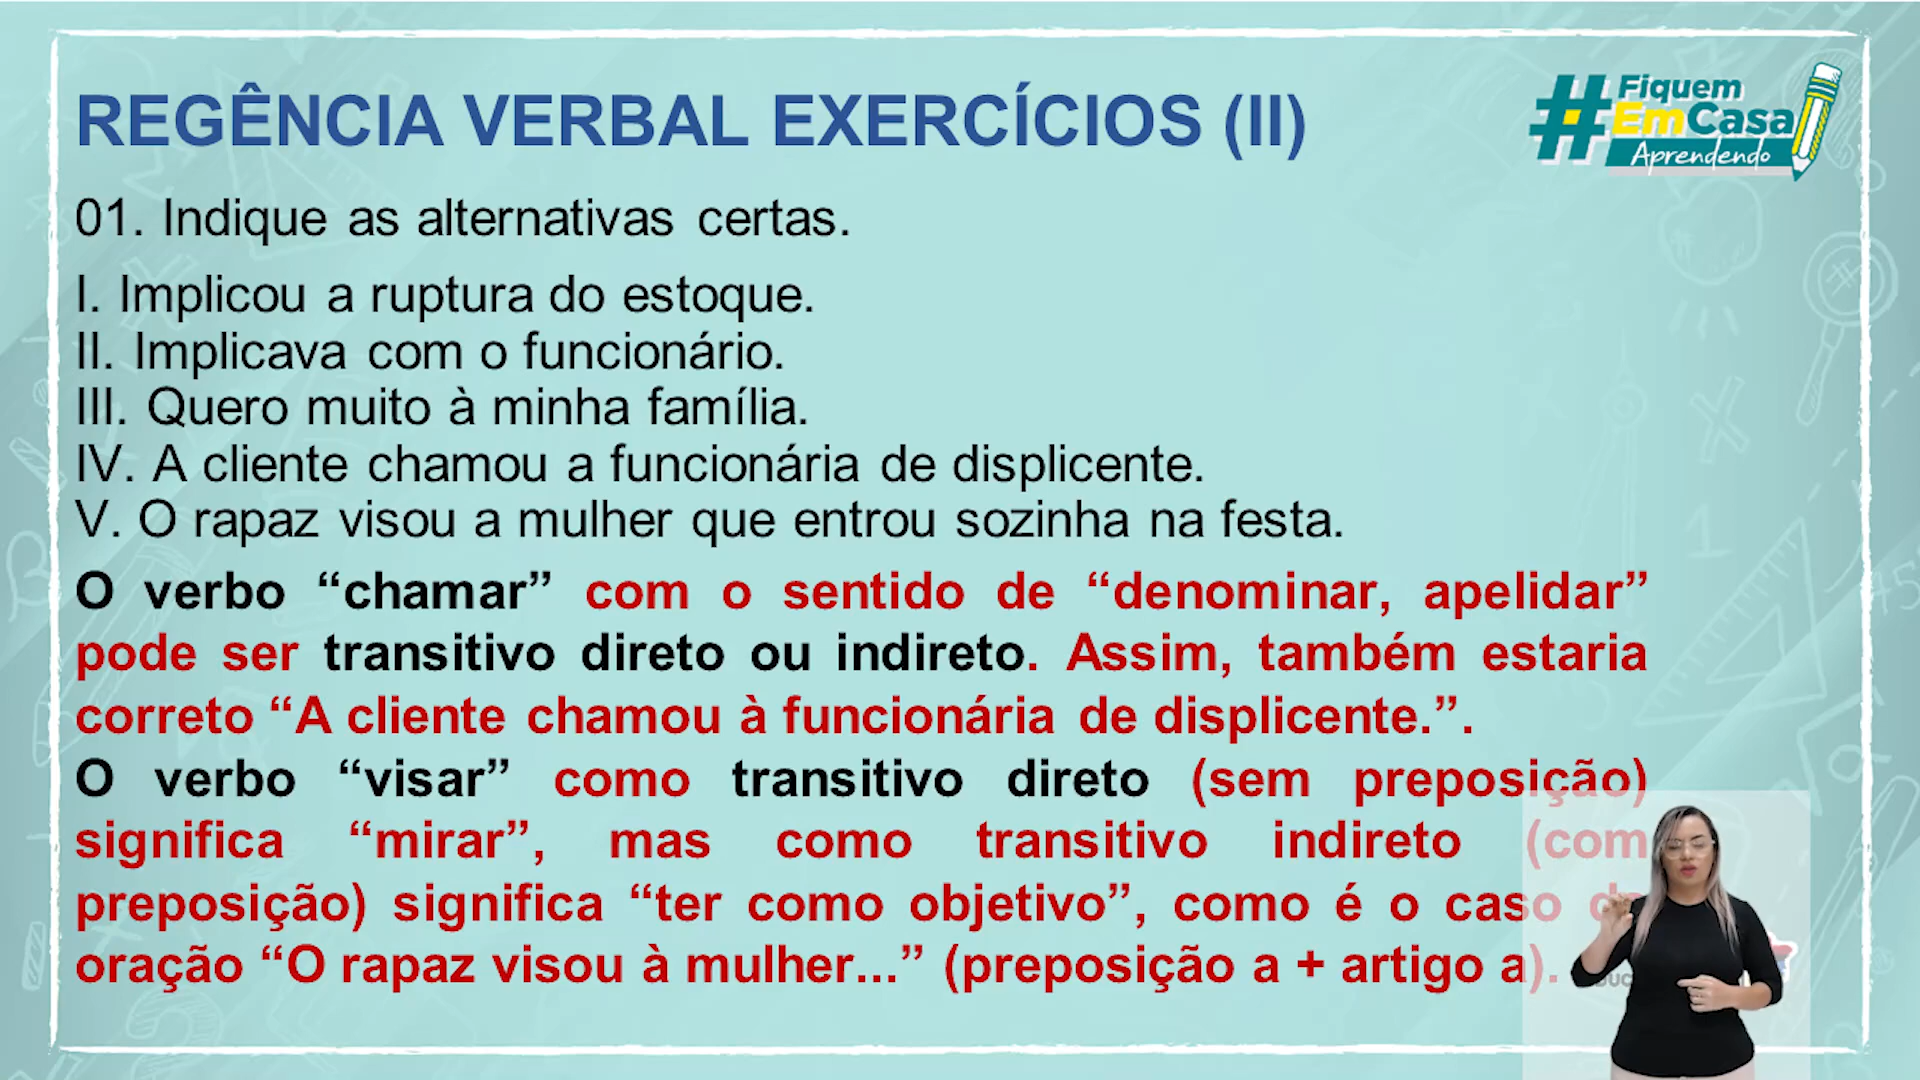 REGÊNCIA VERBAL EXERCÍCIOS (II)
#Fiquem
EmCasa
Aprendendo
01. Indique as alternativas certas.
I. Implicou a ruptura do estoque.
II. Implicava com o funcionário.
III. Quero muito à minha família.
IV. A cliente chamou a funcionária de displicente.
V. O rapaz visou a mulher que entrou sozinha na festa.
O verbo “chamar” com o sentido de “denominar, apelidar”
pode ser transitivo direto ou indireto. Assim, também estaria
correto “A cliente chamou à funcionária de displicente.”.
O verbo “visar” como transitivo direto (sem preposição)
significa “mirar”, mas como transitivo indireto (com
preposição) significa “ter como objetivo”, como é o caso da
oração “O rapaz visou à mulher...” (preposição a + artigo a).